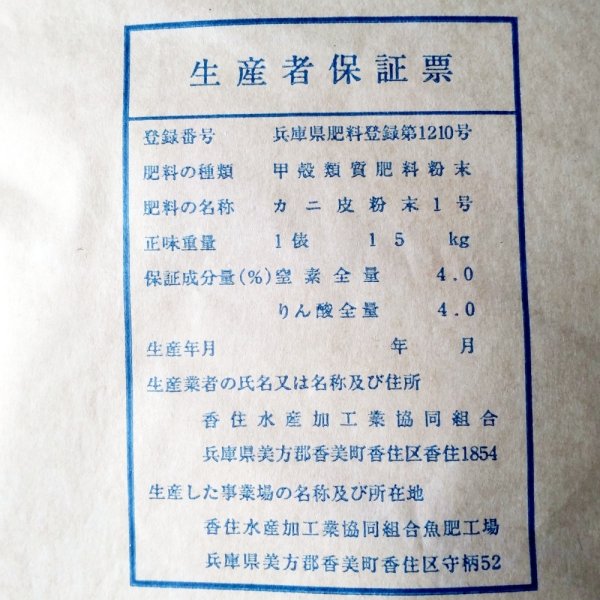 生産者保証票
登録番号 兵庫県肥料登録第1210号
肥料の種類 甲殻類質肥料粉末
肥料の名称 カニ皮粉末1号
正味重量 1俵 15 kg
保証成分量(%)窒素全量 4.0
りん酸全量 4.0
生産年月 年 月
生産業者の氏名又は名称及び住所
香住水産加工業協同組合
兵庫県美方郡香美町香住区香住1854
生産した事業場の名称及び所在地
香住水産加工業協同組合魚肥工場
兵庫県美方郡香美町香住区守柄52